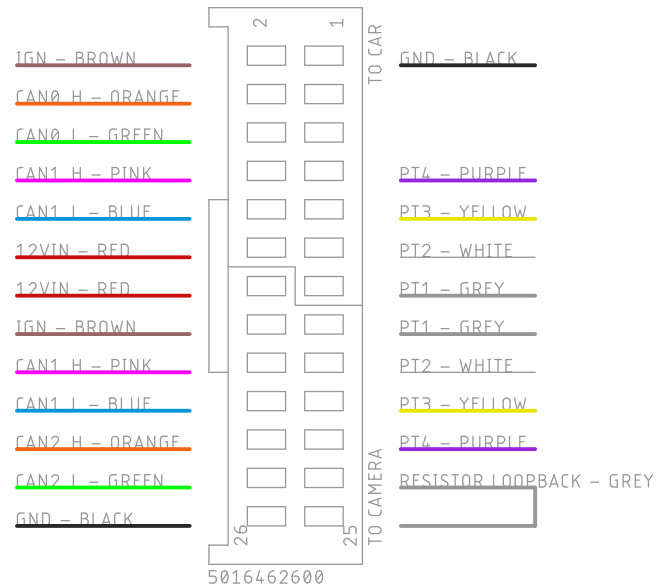 2 1
TO CAR
IGN - BROWN
GND - BLACK
CAN0 H - ORANGE
CAN0 L - GREEN
CAN1 H - PINK
PT4 - PURPLE
CAN1 L - BLUE
PT3 - YELLOW
12VIN - RED
PT2 - WHITE
12VIN - RED
PT1 - GREY
IGN - BROWN
PT1 - GREY
CAN1 H - PINK
PT2 - WHITE
CAN1 L - BLUE
PT3 - YELLOW
CAN2 H - ORANGE
PT4 - PURPLE
CAN2 L - GREEN
RESISTOR LOOPBACK - GREY
GND - BLACK
TO CAMERA
26 25
5016462600